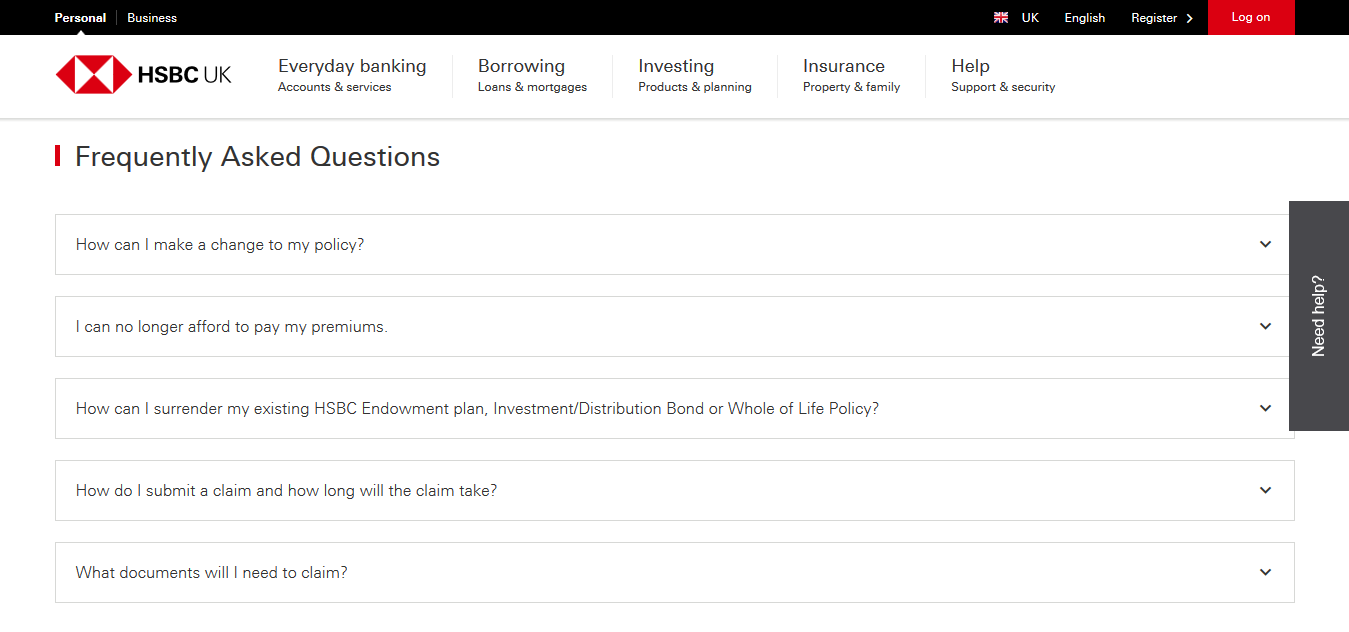 Personal Business UK English Register Log on
HSBC UK
Everyday banking Borrowing Investing Insurance Help
Accounts & services Loans & mortgages Products & planning Property & family Support & security
Frequently Asked Questions
How can I make a change to my policy?
I can no longer afford to pay my premiums.
How can I surrender my existing HSBC Endowment plan, Investment/Distribution Bond or Whole of Life Policy?
How do I submit a claim and how long will the claim take?
What documents will I need to claim?
Need help?